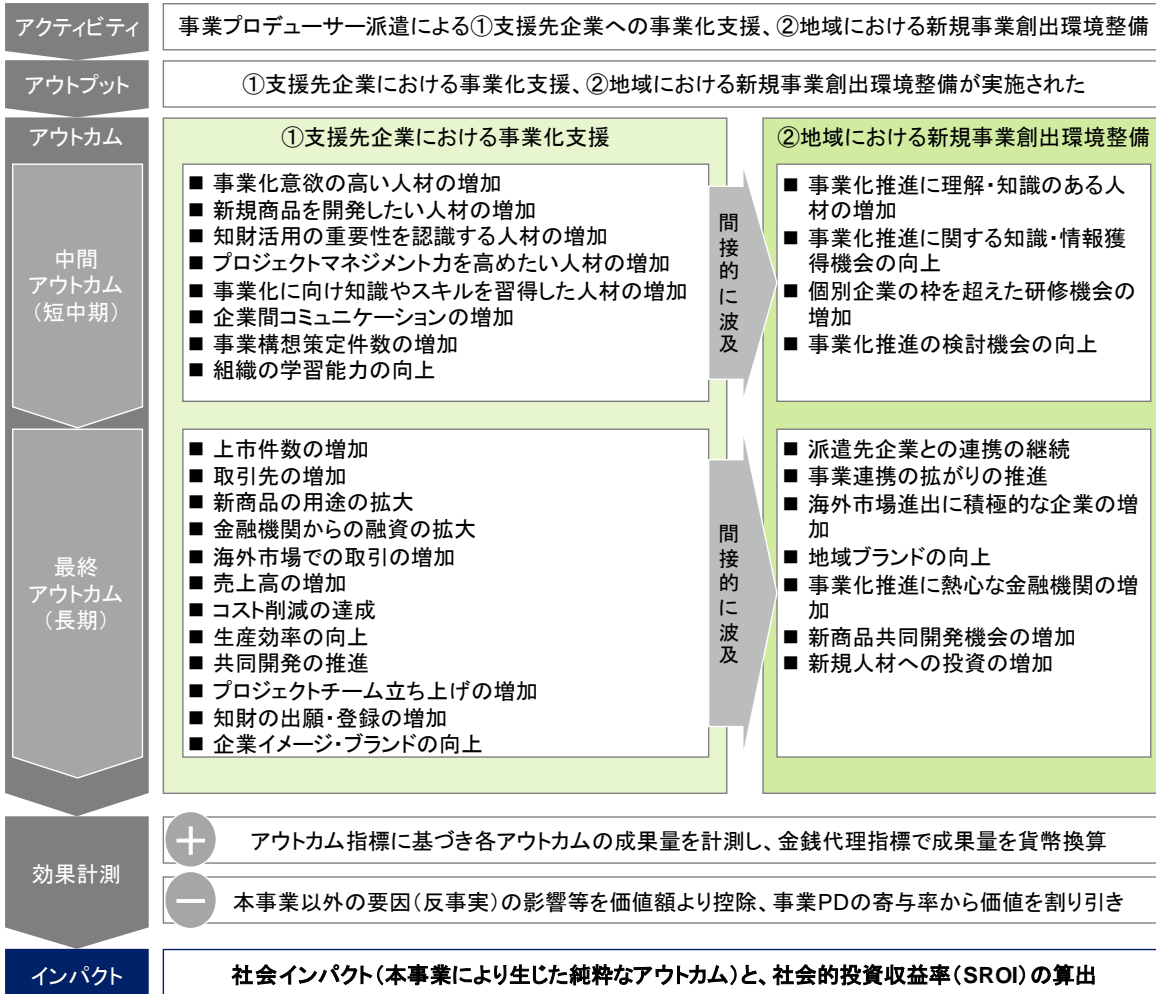 アクティビティ
事業プロデューサー派遣による①支援先企業への事業化支援、②地域における新規事業創出環境整備
アウトプット
①支援先企業における事業化支援、②地域における新規事業創出環境整備が実施された
アウトカム
①支援先企業における事業化支援
②地域における新規事業創出環境整備
中間
アウトカム
（短中期）
■ 事業化意欲の高い人材の増加
■ 新規商品を開発したい人材の増加
■ 知財活用の重要性を認識する人材の増加
■ プロジェクトマネジメント力を高めたい人材の増加
■ 事業化に向け知識やスキルを習得した人材の増加
■ 企業間コミュニケーションの増加
■ 事業構想策定件数の増加
■ 組織の学習能力の向上
間接的に波及
■ 事業化推進に理解・知識のある人
材の増加
■ 事業化推進に関する知識・情報獲
得機会の向上
■ 個別企業の枠を超えた研修機会の
増加
■ 事業化推進の検討機会の向上
最終
アウトカム
（長期）
■ 上市件数の増加
■ 取引先の増加
■ 新商品の用途の拡大
■ 金融機関からの融資の拡大
■ 海外市場での取引の増加
■ 売上高の増加
■ コスト削減の達成
■ 生産効率の向上
■ 共同開発の推進
■ プロジェクトチーム立ち上げの増加
■ 知財の出願・登録の増加
■ 企業イメージ・ブランドの向上
間接的に波及
■ 派遣先企業との連携の継続
■ 事業連携の拡がりの推進
■ 海外市場進出に積極的な企業の増
加
■ 地域ブランドの向上
■ 事業化推進に熱心な金融機関の増
加
■ 新商品共同開発機会の増加
■ 新規人材への投資の増加
効果計測
＋
アウトカム指標に基づき各アウトカムの成果量を計測し、金銭代理指標で成果量を貨幣換算
－
本事業以外の要因（反事実）の影響等を価値額より控除、事業PDの寄与率から価値を割り引き
インパクト
社会インパクト（本事業により生じた純粋なアウトカム）と、社会的投資収益率（SROI）の算出